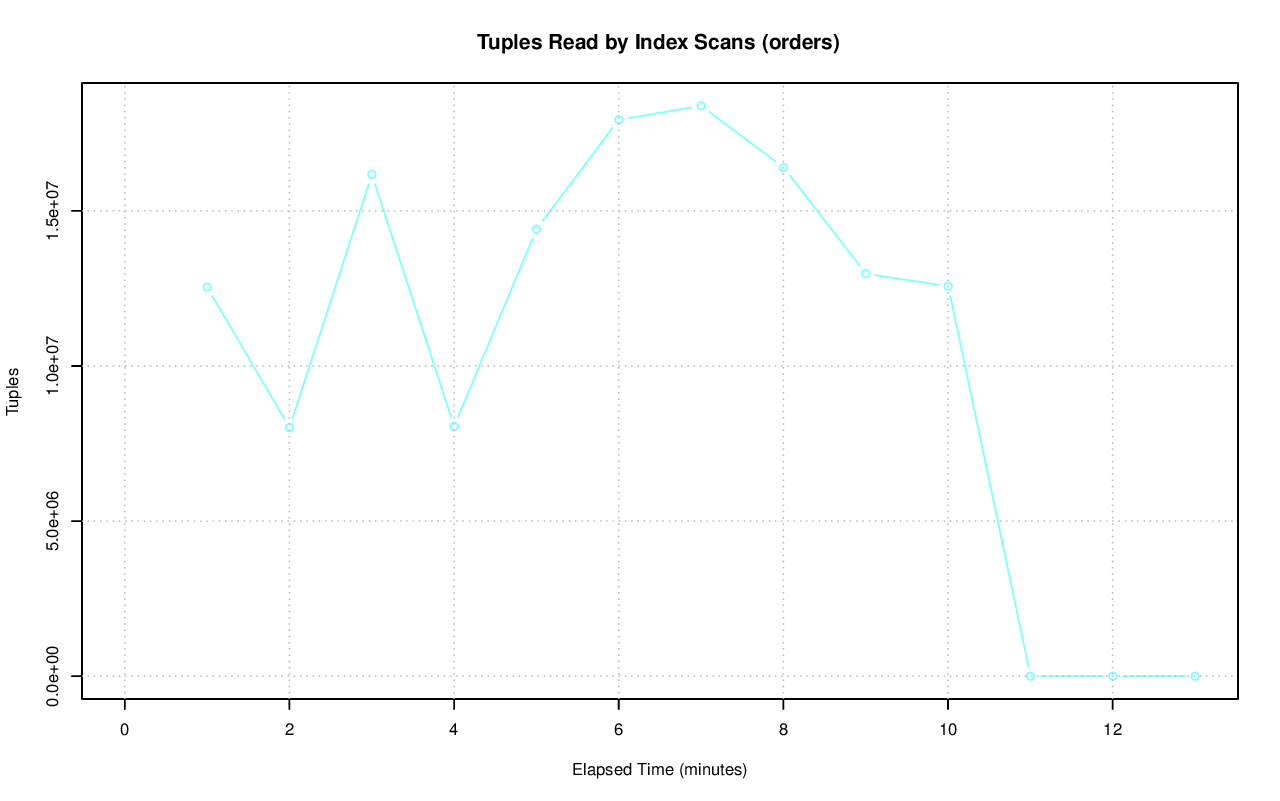 Tuples Read by Index Scans (orders)
Tuples
1.5e+07
1.0e+07
5.0e+06
0.0e+00
0 2 4 6 8 10 12
Elapsed Time (minutes)